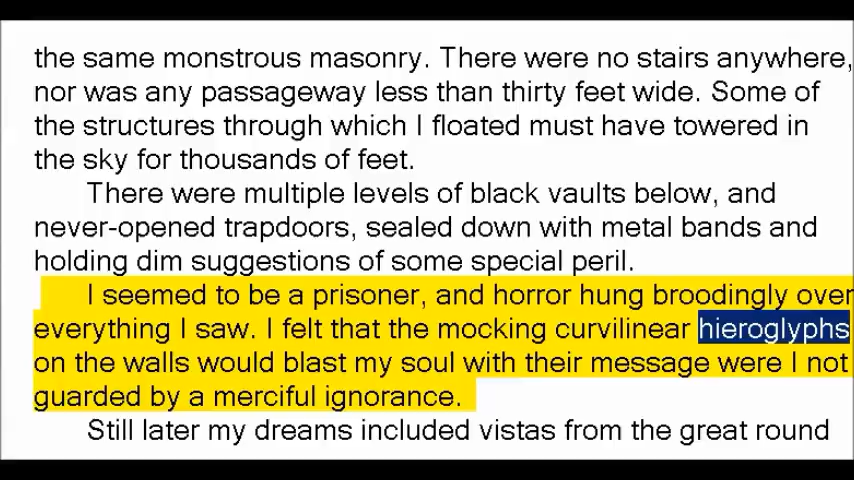 the same monstrous masonry. There were no stairs anywhere,
nor was any passageway less than thirty feet wide. Some of
the structures through which I floated must have towered in
the sky for thousands of feet.
There were multiple levels of black vaults below, and
never-opened trapdoors, sealed down with metal bands and
holding dim suggestions of some special peril.
I seemed to be a prisoner, and horror hung broodingly over
everything I saw. I felt that the mocking curvilinear hieroglyphs
on the walls would blast my soul with their message were I not
guarded by a merciful ignorance.
Still later my dreams included vistas from the great round